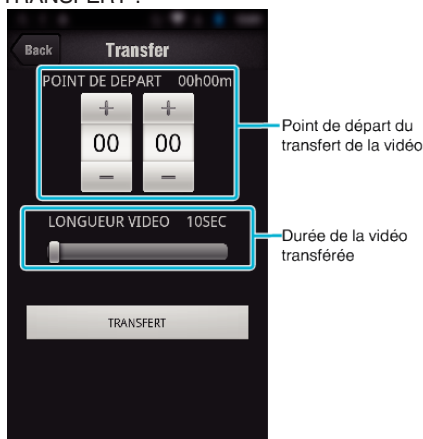 TRANSFERT".
Back Transfer
POINT DE DEPART 00h00m
+ +
00 00
- -
Point de départ du
transfert de la vidéo
LONGUEUR VIDEO 10SEC
Durée de la vidéo
transférée
TRANSFERT